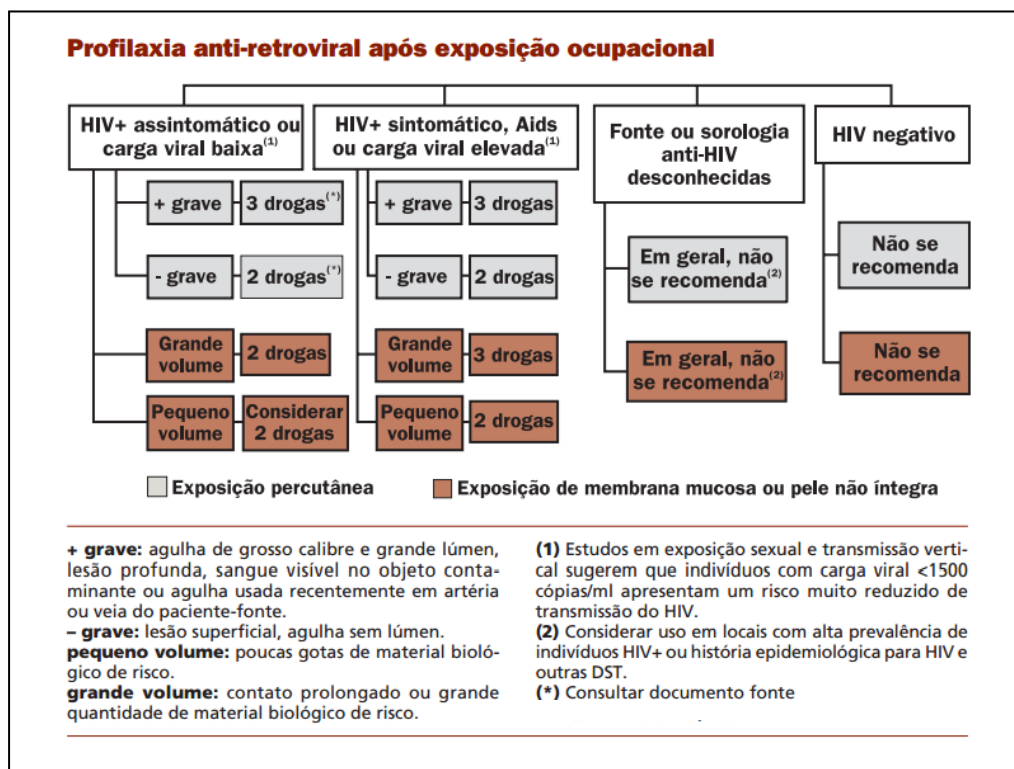 Profilaxia anti-retroviral após exposição ocupacional
HIV+ assintomático ou
carga viral baixa(1)
+ grave
3 drogas(*)
- grave
2 drogas(*)
Grande
volume
2 drogas
Pequeno
volume
Considerar
2 drogas
HIV+ sintomático, Aids
ou carga viral elevada(1)
+ grave
3 drogas
- grave
2 drogas
Grande
volume
3 drogas
Pequeno
volume
2 drogas
Fonte ou sorologia
anti-HIV
desconhecidas
Em geral, não
se recomenda(2)
Em geral, não
se recomenda(2)
HIV negativo
Não se
recomenda
Não se
recomenda
Exposição percutânea
Exposição de membrana mucosa ou pele não íntegra
+ grave: agulha de grosso calibre e grande lúmen,
lesão profunda, sangue visível no objeto conta-
minante ou agulha usada recentemente em artéria
ou veia do paciente-fonte.
– grave: lesão superficial, agulha sem lúmen.
pequeno volume: poucas gotas de material bioló-
gico de risco.
grande volume: contato prolongado ou grande
quantidade de material biológico de risco.
(1) Estudos em exposição sexual e transmissão verti-
cal sugerem que indivíduos com carga viral <1500
cópias/ml apresentam um risco muito reduzido de
transmissão do HIV.
(2) Considerar uso em locais com alta prevalência de
indivíduos HIV+ ou história epidemiológica para HIV e
outras DST.
(*) Consultar documento fonte